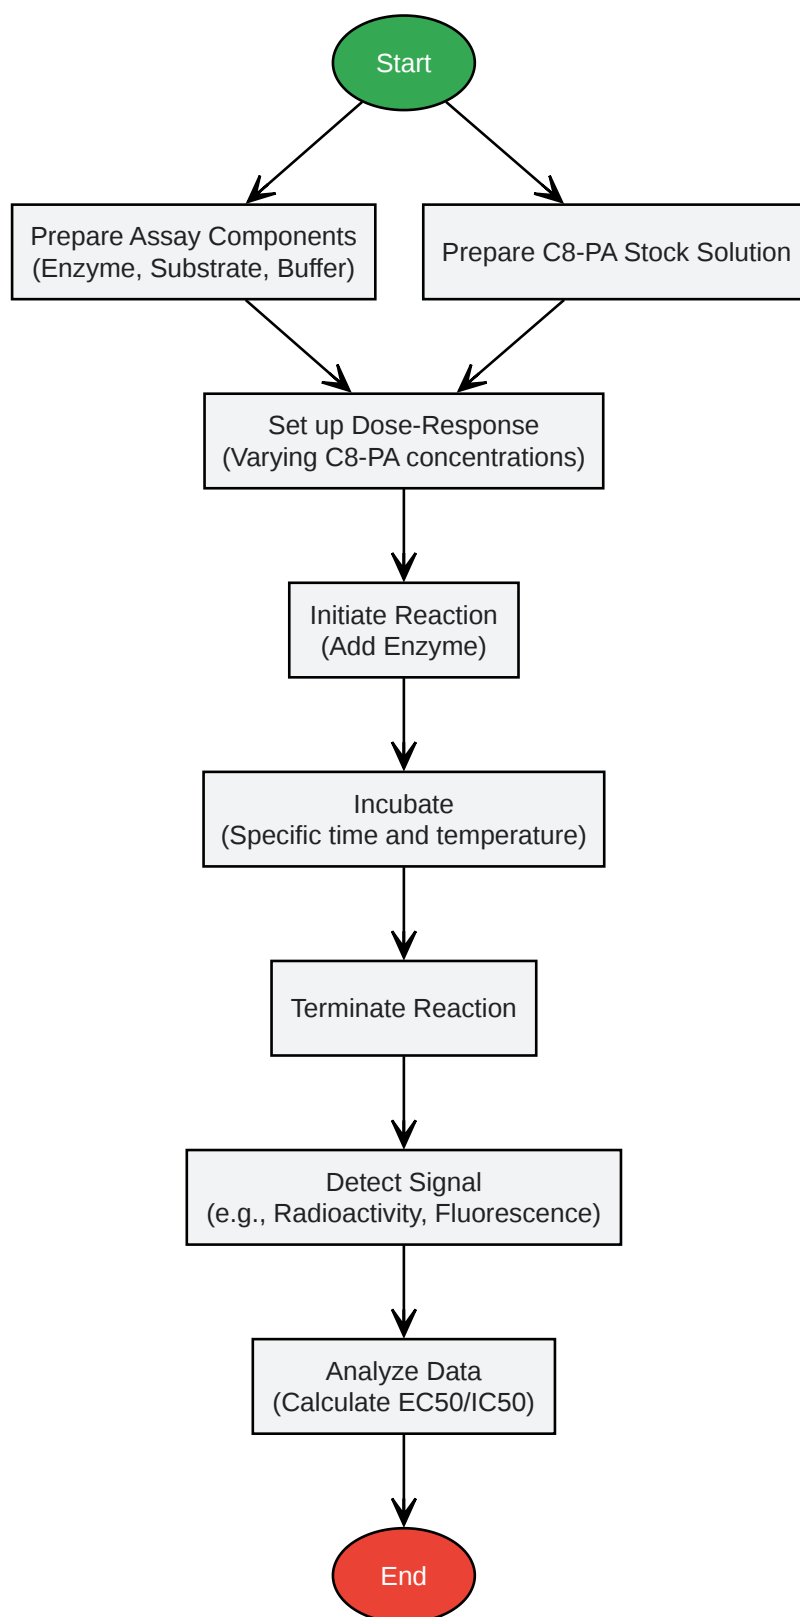 Start
Prepare Assay Components
(Enzyme, Substrate, Buffer)
Prepare C8-PA Stock Solution
Set up Dose-Response
(Varying C8-PA concentrations)
Initiate Reaction
(Add Enzyme)
Incubate
(Specific time and temperature)
Terminate Reaction
Detect Signal
(e.g., Radioactivity, Fluorescence)
Analyze Data
(Calculate EC50/IC50)
End